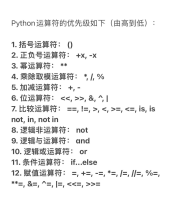 Python运算符的优先级如下（由高到低）：
1. 括号运算符： ()
2. 正负号运算符： +x, -x
3. 幂运算符： **
4. 乘除取模运算符： *, /, %
5. 加减运算符： +, -
6. 位运算符： <<, >>, &, ^, |
7. 比较运算符： ==, !=, >, <, >=, <=, is, is
not, in, not in
8. 逻辑非运算符： not
9. 逻辑与运算符： and
10. 逻辑或运算符： or
11. 条件运算符： if...else
12. 赋值运算符： =, +=, -=, *=, /=, //=, %=,
**=, &=, ^=, |=, <<=, >>=